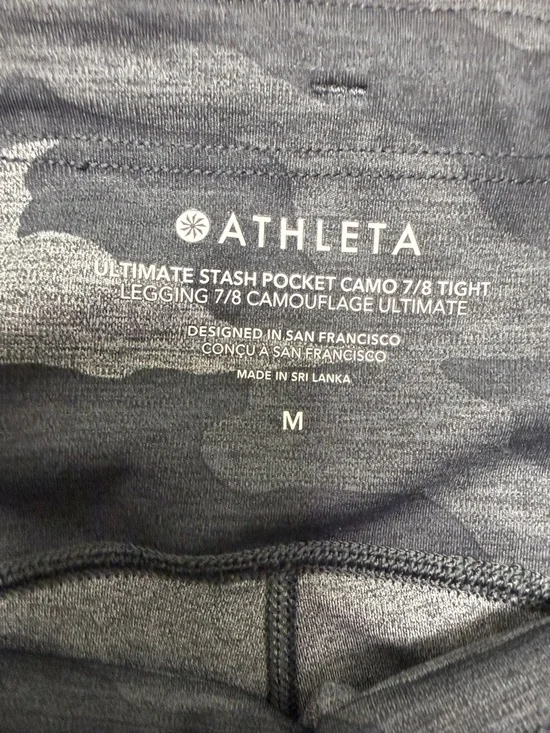 ATHLETA
ULTIMATE STASH POCKET CAMO 7/8 TIGHT
LEGGING 7/8 CAMOUFLAGE ULTIMATE
DESIGNED IN SAN FRANCISCO
CONÇU À SAN FRANCISCO
MADE IN SRI LANKA
M